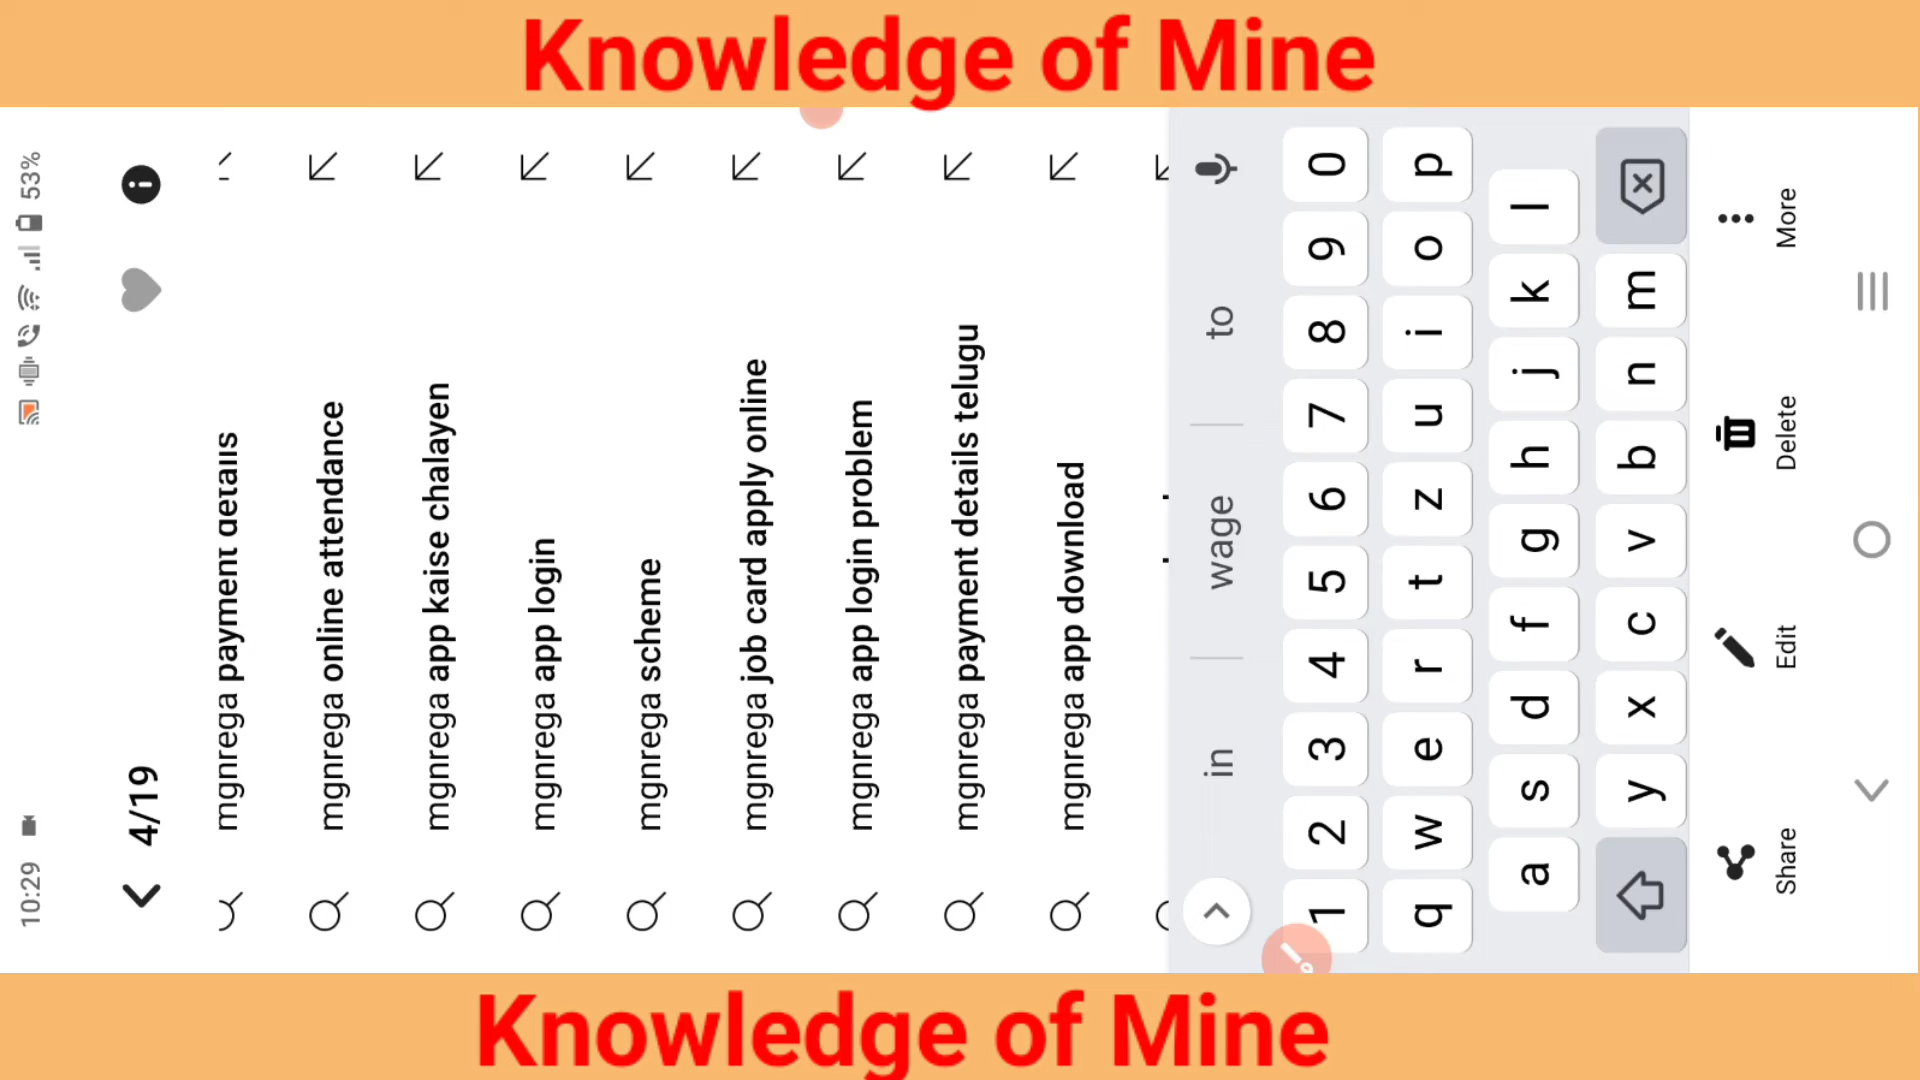 Knowledge of Mine
10:29 53%
4/19
mgnrega payment details
mgnrega online attendance
mgnrega app kaise chalayen
mgnrega app login
mgnrega scheme
mgnrega job card apply online
mgnrega app login problem
mgnrega payment details telugu
mgnrega app download
in wage to
1 2 3 4 5 6 7 8 9 0
q w e r t z u i o p
a s d f g h j k l
y x c v b n m
Share Edit Delete More
Knowledge of Mine